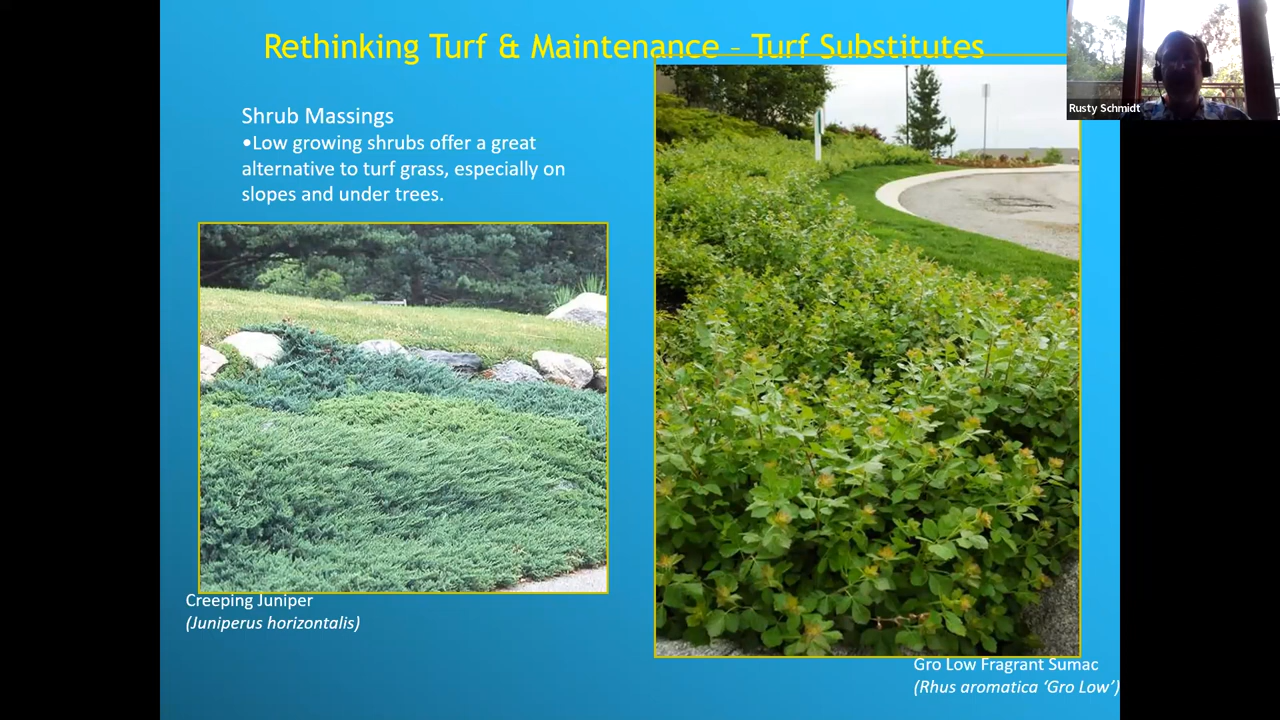 Rethinking Turf & Maintenance – Turf Substitutes
Rusty Schmidt
Shrub Massings
•Low growing shrubs offer a great
alternative to turf grass, especially on
slopes and under trees.
Creeping Juniper
(Juniperus horizontalis)
Gro Low Fragrant Sumac
(Rhus aromatica ‘Gro Low’)